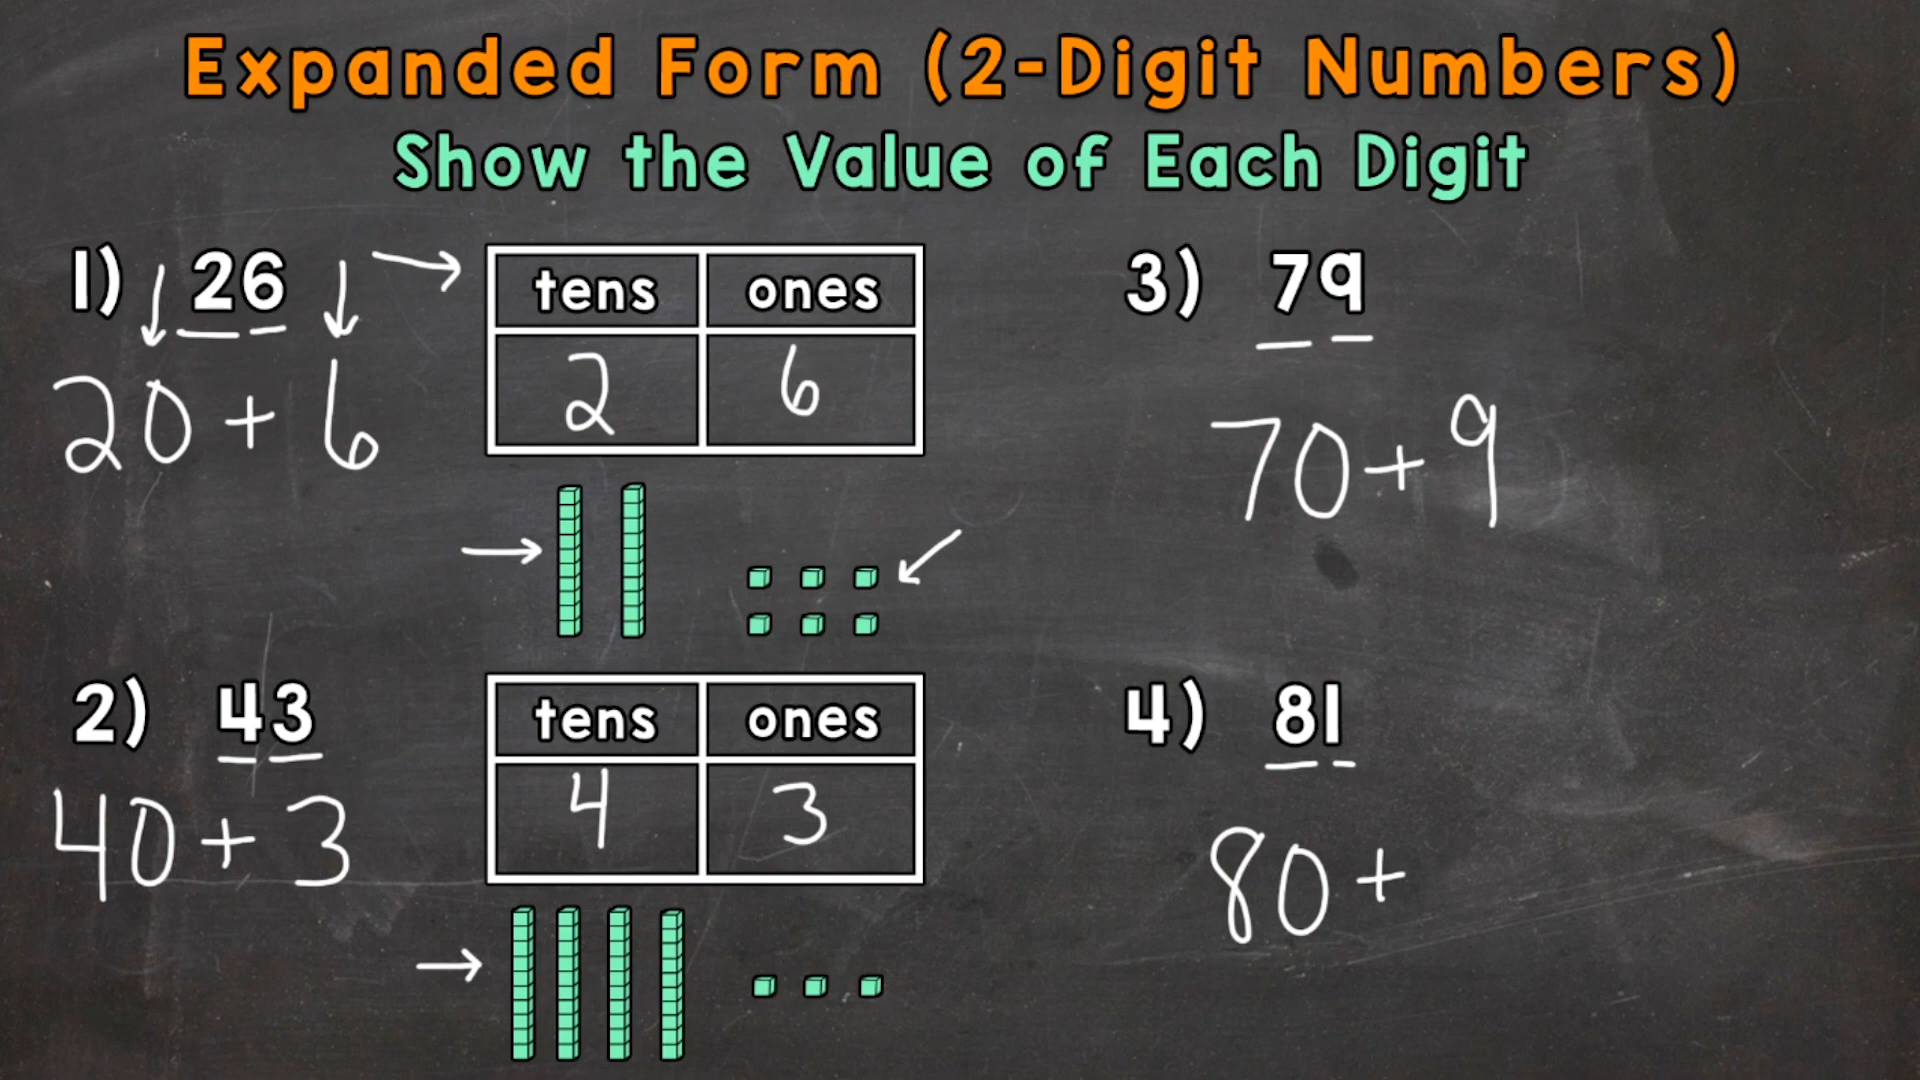 Expanded Form (2-Digit Numbers)
Show the Value of Each Digit
1) 26
20 + 6
tens ones
2 6
2) 43
40 + 3
tens ones
4 3
3) 79
70 + 9
4) 81
80 +